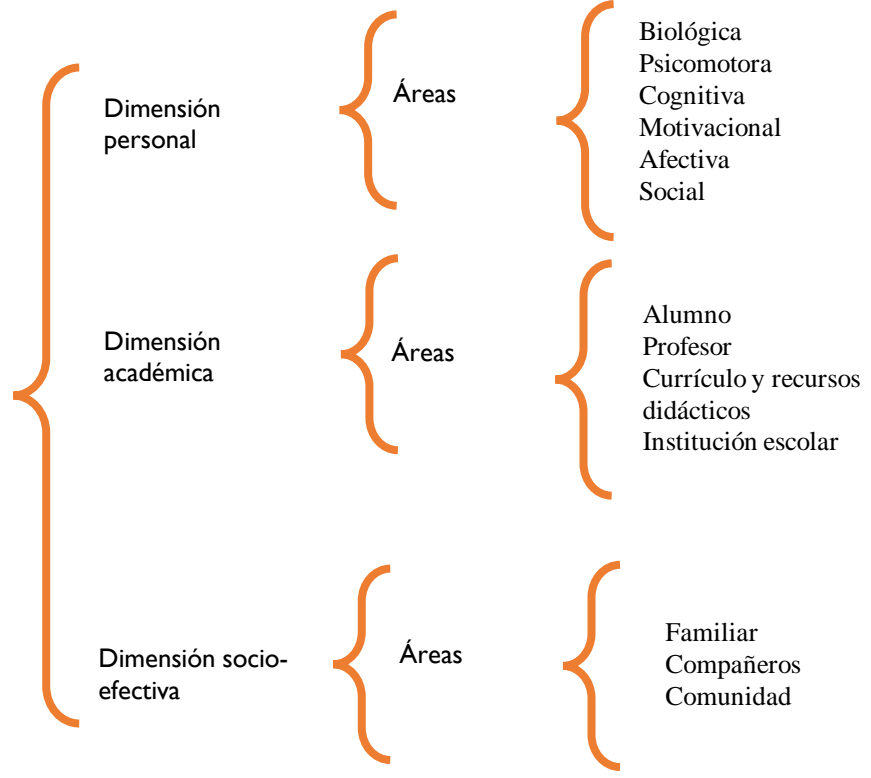 Dimensión
personal
Áreas
Biológica
Psicomotora
Cognitiva
Motivacional
Afectiva
Social
Dimensión
académica
Áreas
Alumno
Profesor
Currículo y recursos
didácticos
Institución escolar
Dimensión socio-
efectiva
Áreas
Familiar
Compañeros
Comunidad